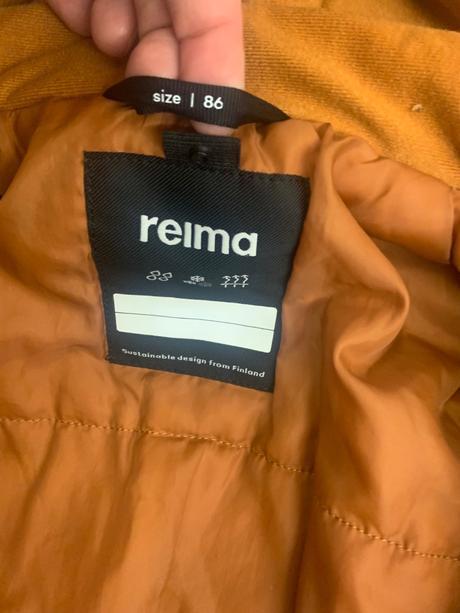 size | 86
reima
Sustainable design from Finland